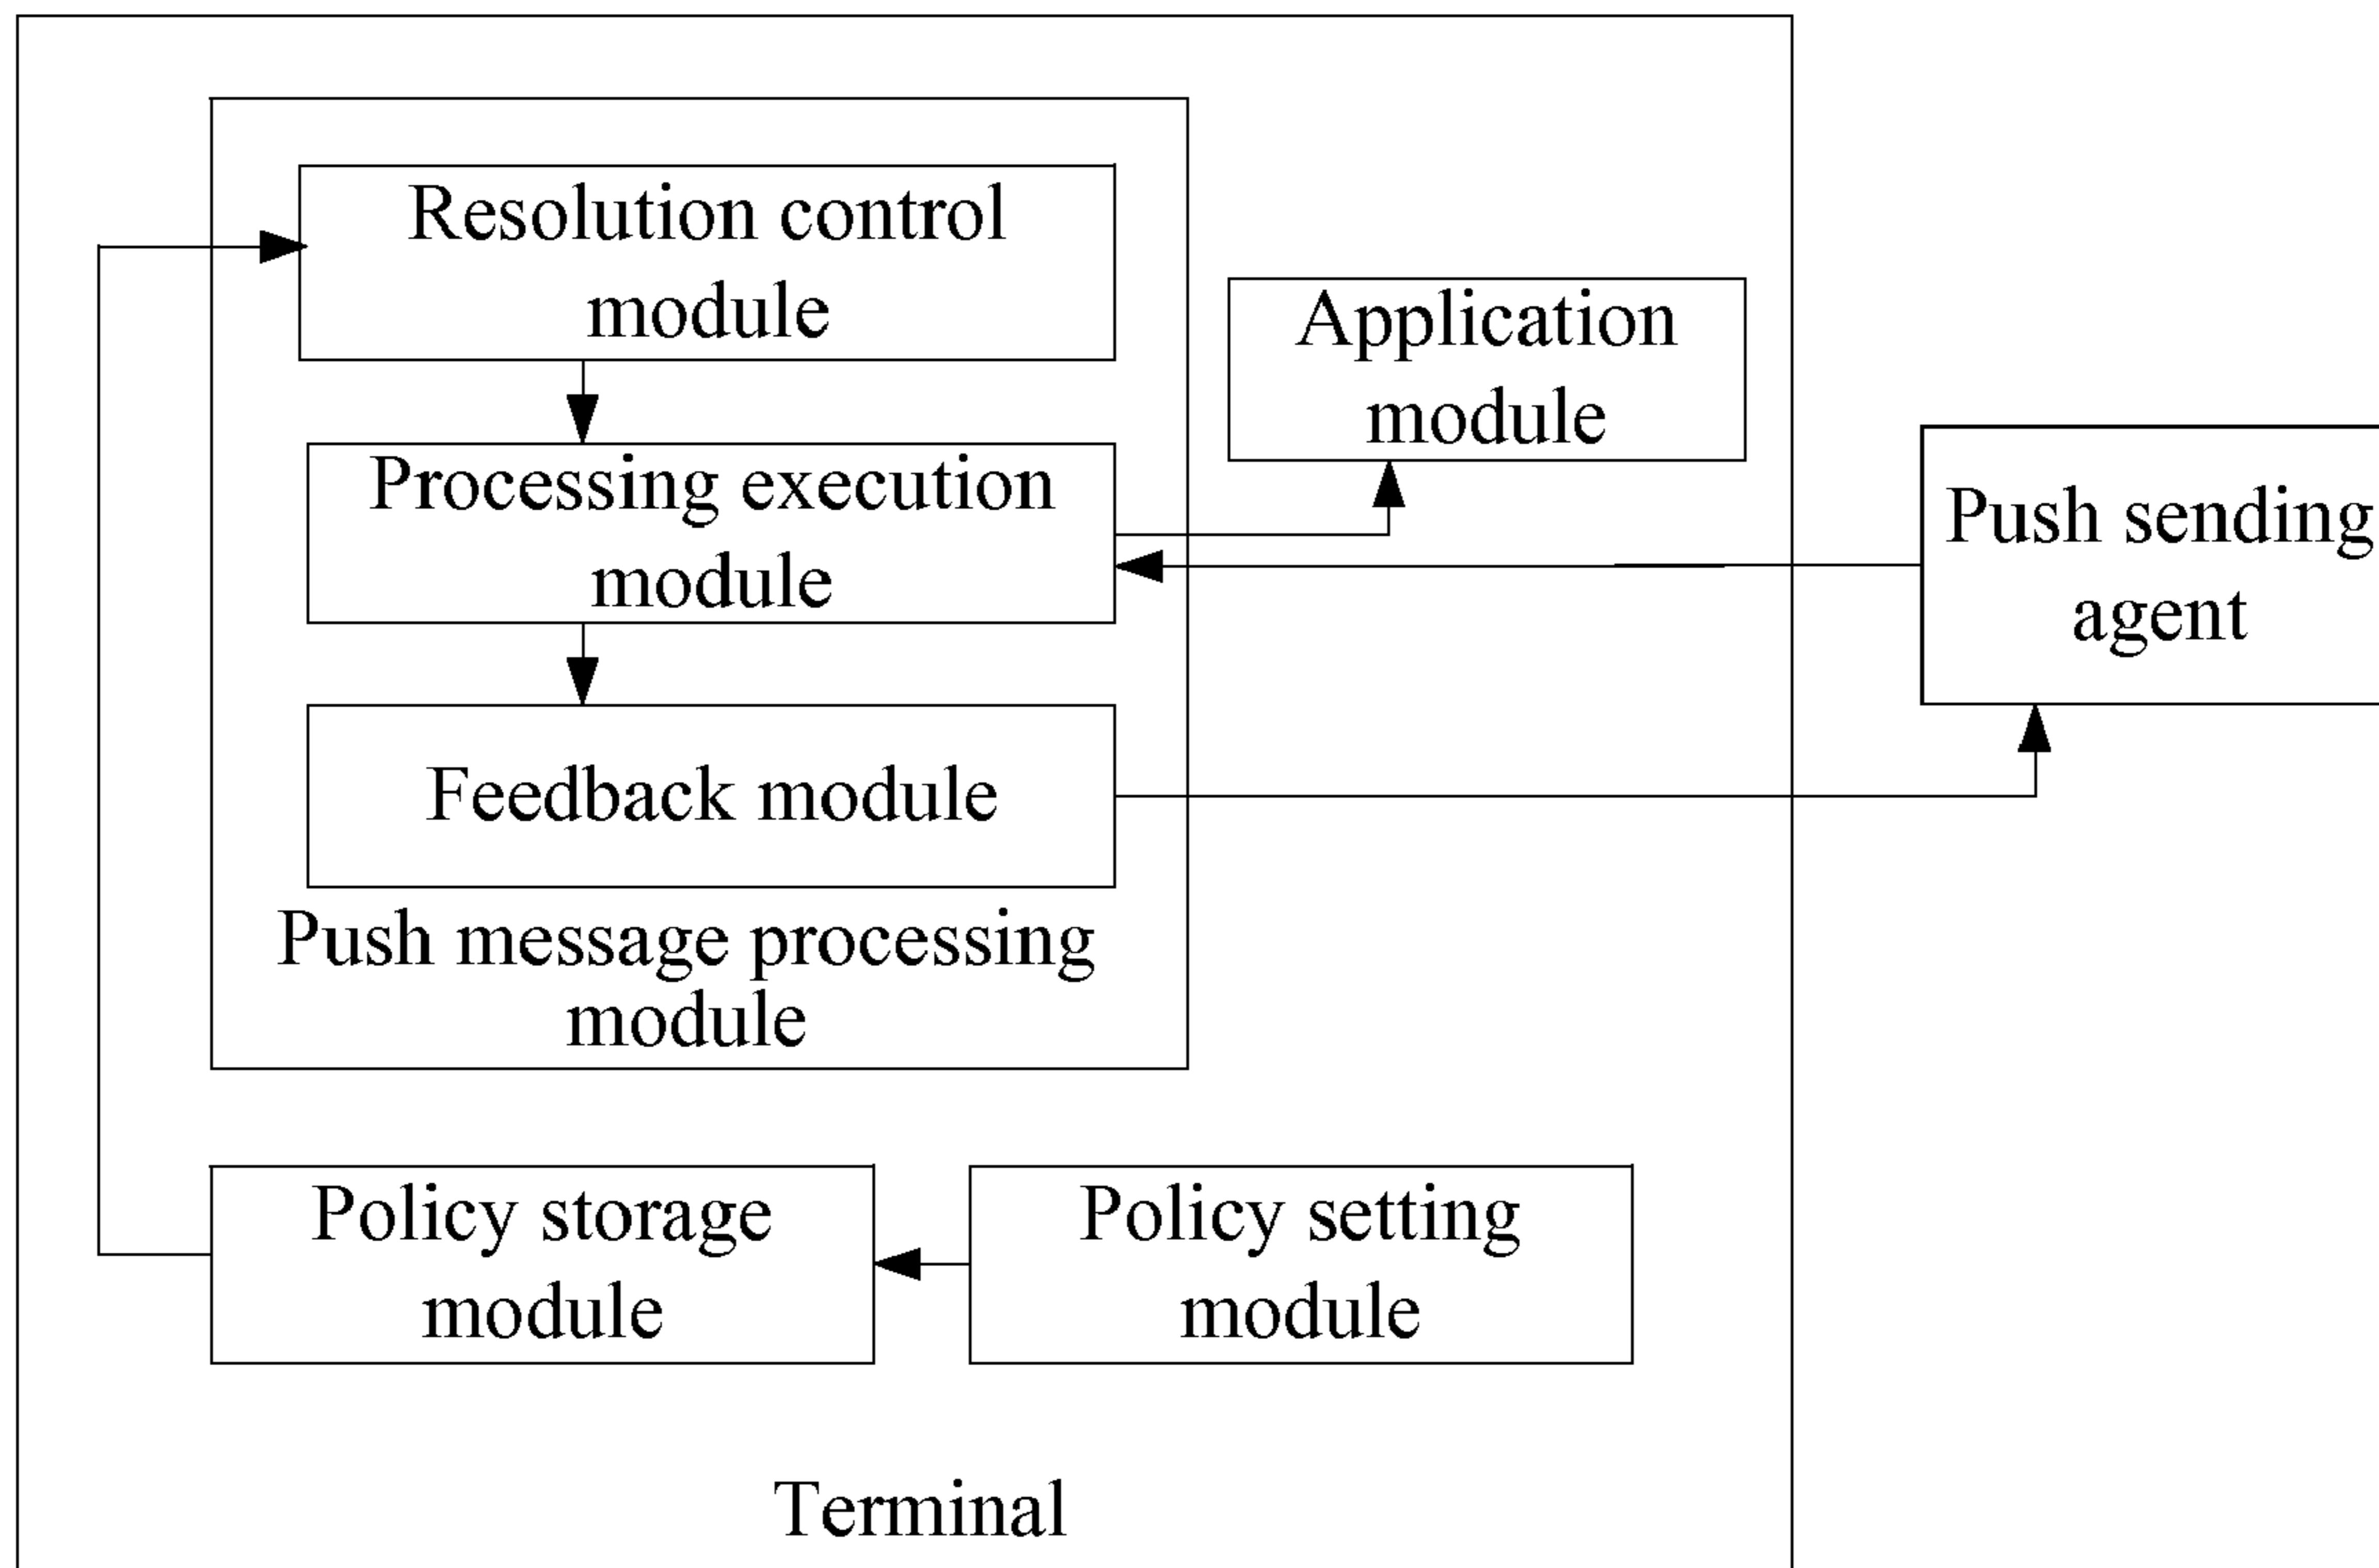 Resolution control
module
Application
module
Processing execution
module
Push sending
agent
Feedback module
Push message processing
module
Policy storage
module
Policy setting
module
Terminal